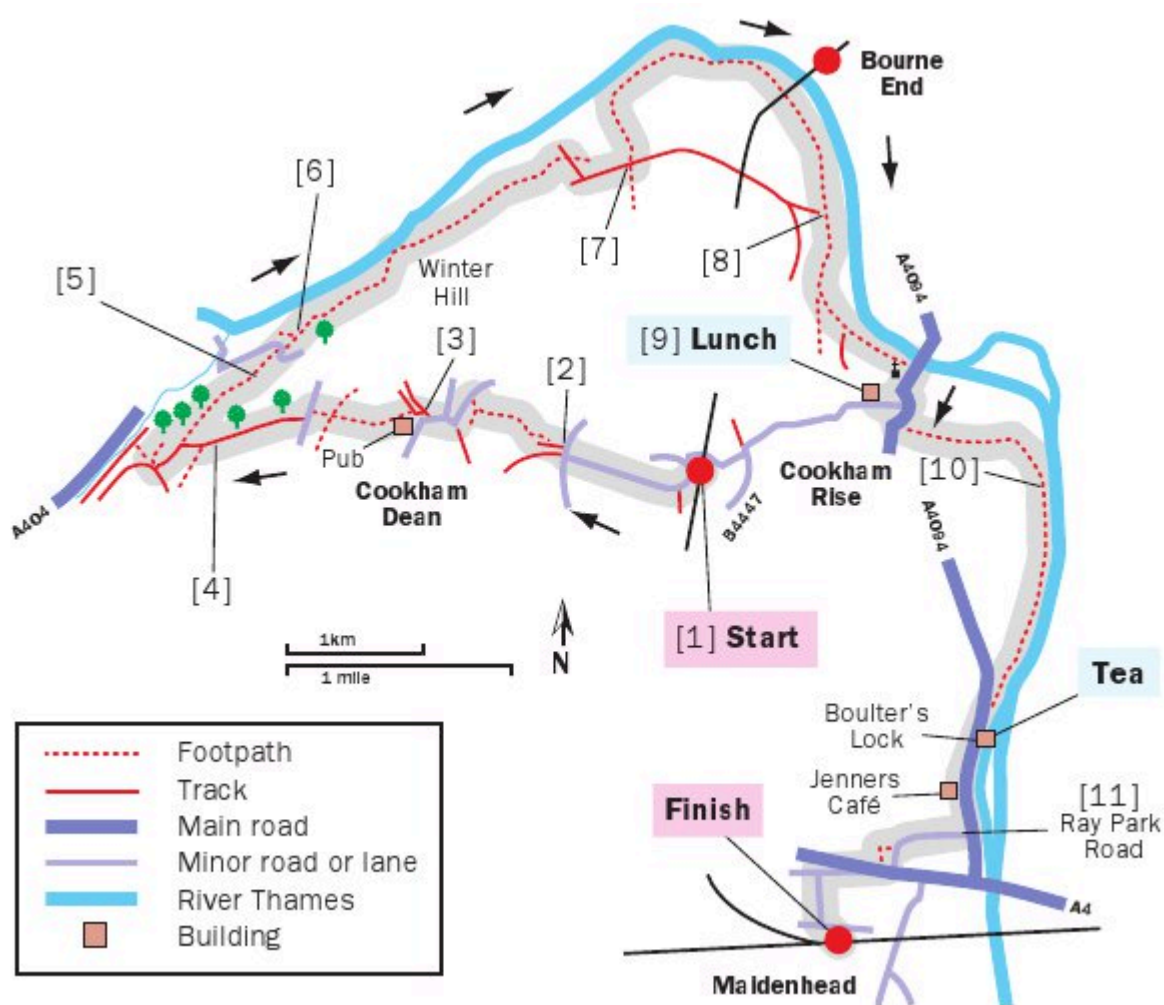 Bourne
End
[6]
[7]
[5]
[8]
Winter
Hill
A4094
[9] Lunch
[3]
[2]
Pub
Cookham
Dean
Cookham
Rise
[10]
B4447
A404
A4094
[4]
1km
1 mile
N
[1] Start
Tea
Boulter's
Lock
Jenners
Café
[11]
Ray Park
Road
Finish
A4
Maidenhead
Footpath
Track
Main road
Minor road or lane
River Thames
Building